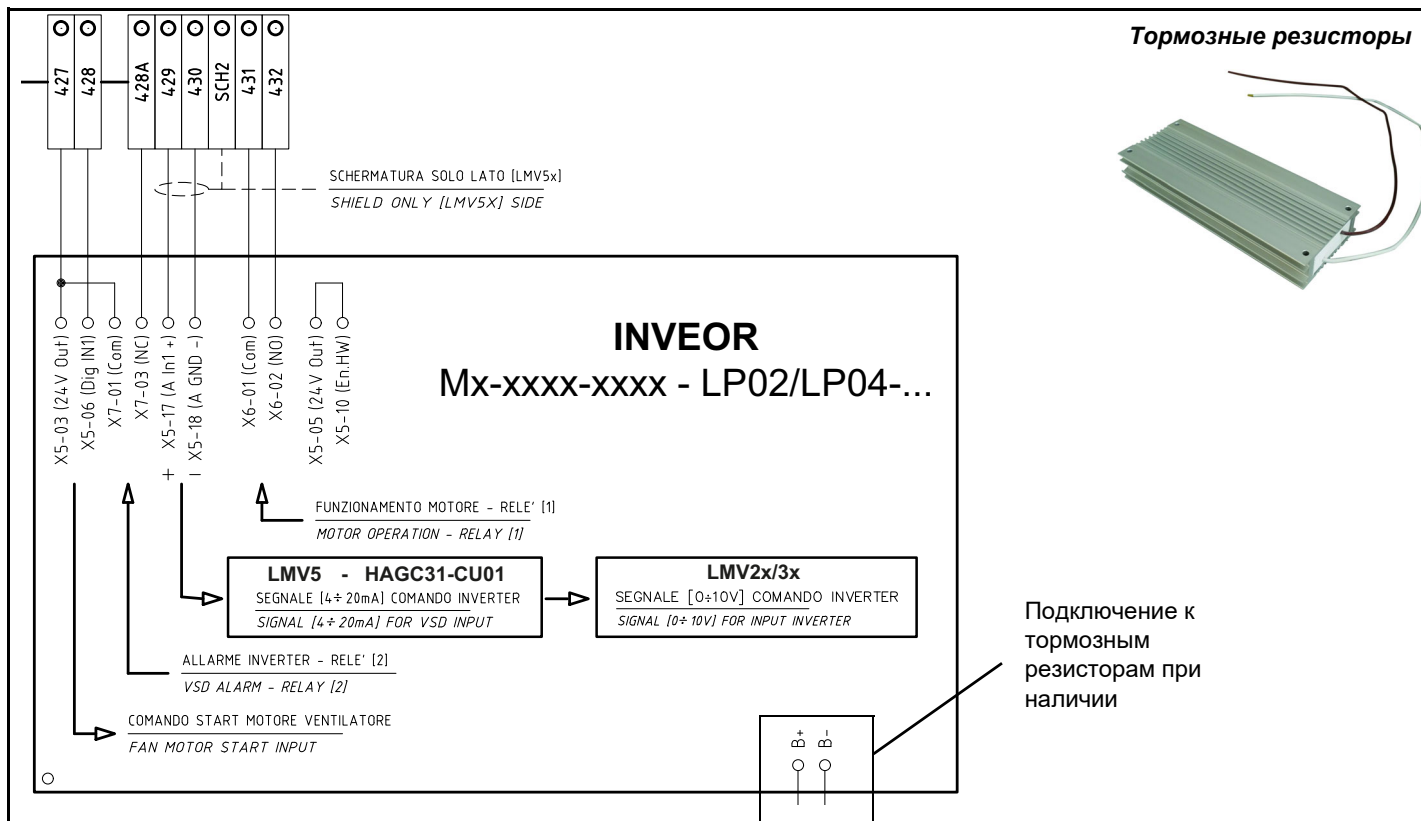 427
428
428A
429
430
SCH2
431
432
Тормозные резисторы
SCHERMATURA SOLO LATO [LMV5x]
SHIELD ONLY [LMV5X] SIDE
X5-03 (24V Out)
X5-06 (Dig IN1)
X7-01 (Com)
X7-03 (NC)
+ X5-17 (A In1 +)
- X5-18 (A GND -)
X6-01 (Com)
X6-02 (NO)
X5-05 (24V Out)
X5-10 (En.HW)
INVEOR
Mx-xxxx-xxxx - LP02/LP04-...
FUNZIONAMENTO MOTORE - RELE' [1]
MOTOR OPERATION - RELAY [1]
LMV5 - HAGC31-CU01
SEGNALE [4÷20mA] COMANDO INVERTER
SIGNAL [4÷20mA] FOR VSD INPUT
LMV2x/3x
SEGNALE [0÷10V] COMANDO INVERTER
SIGNAL [0÷10V] FOR INPUT INVERTER
ALLARME INVERTER - RELE' [2]
VSD ALARM - RELAY [2]
COMANDO START MOTORE VENTILATORE
FAN MOTOR START INPUT
B+
B-
Подключение к
тормозным
резисторам при
наличии